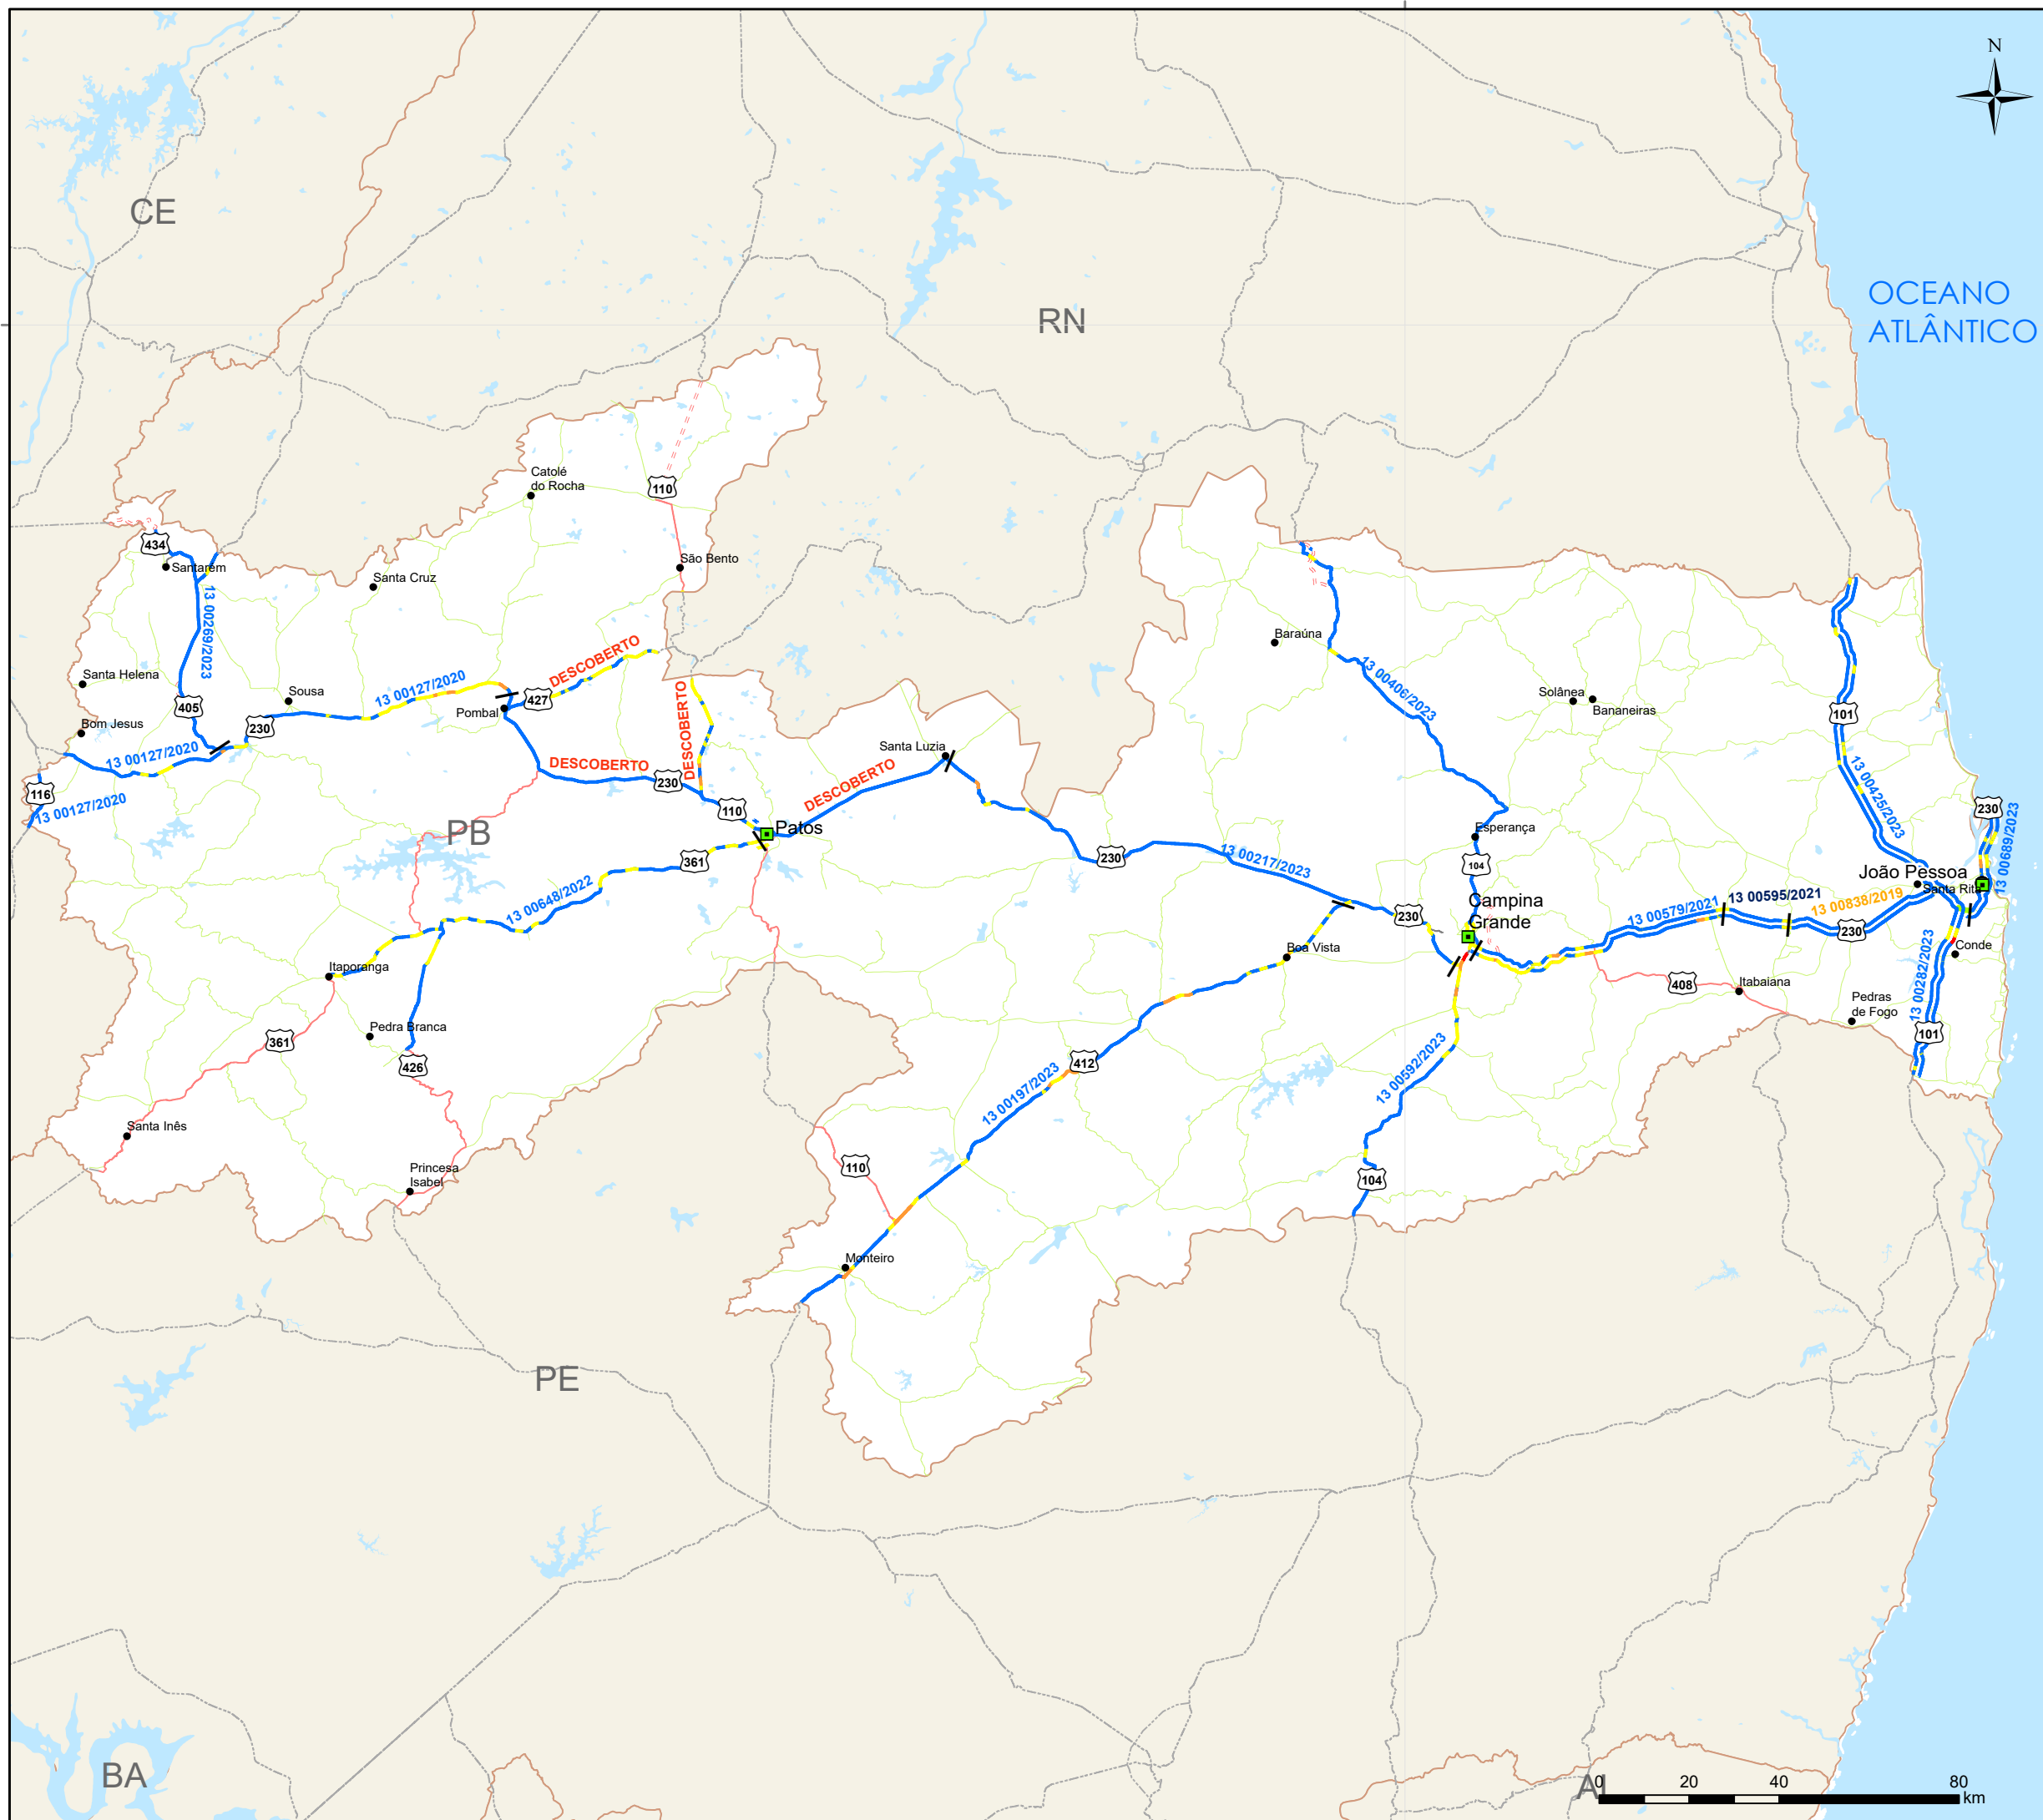 N
CE
RN
OCEANO
ATLÂNTICO
Catolé
do Rocha
110
São Bento
434
Santarém
Santa Cruz
13 00269/2023
Baraúna
Santa Helena
405
Sousa
13 00127/2020
DESCOBERTO
427
Pombal
DESCOBERTO
13 00406/2023
Solânea
Bananeiras
101
Bom Jesus
230
13 00127/2020
Santa Luzia
DESCOBERTO
230
DESCOBERTO
116
13 00127/2020
110
Patos
PB
361
13 00648/2022
230
13 00217/2023
Esperança
104
13 00425/2023
230
13 00689/2023
João Pessoa
Santa Rita
Campina
Grande
230
13 00579/2021
13 00595/2021
13 00838/2019
230
Boa Vista
Conde
Itaporanga
408
Itabaiana
13 00282/2023
Pedras
de Fogo
101
361
Pedra Branca
426
412
13 00197/2023
13 00592/2023
Santa Inês
Princesa
Isabel
110
104
Monteiro
PE
BA
AL
0
20
40
80
km